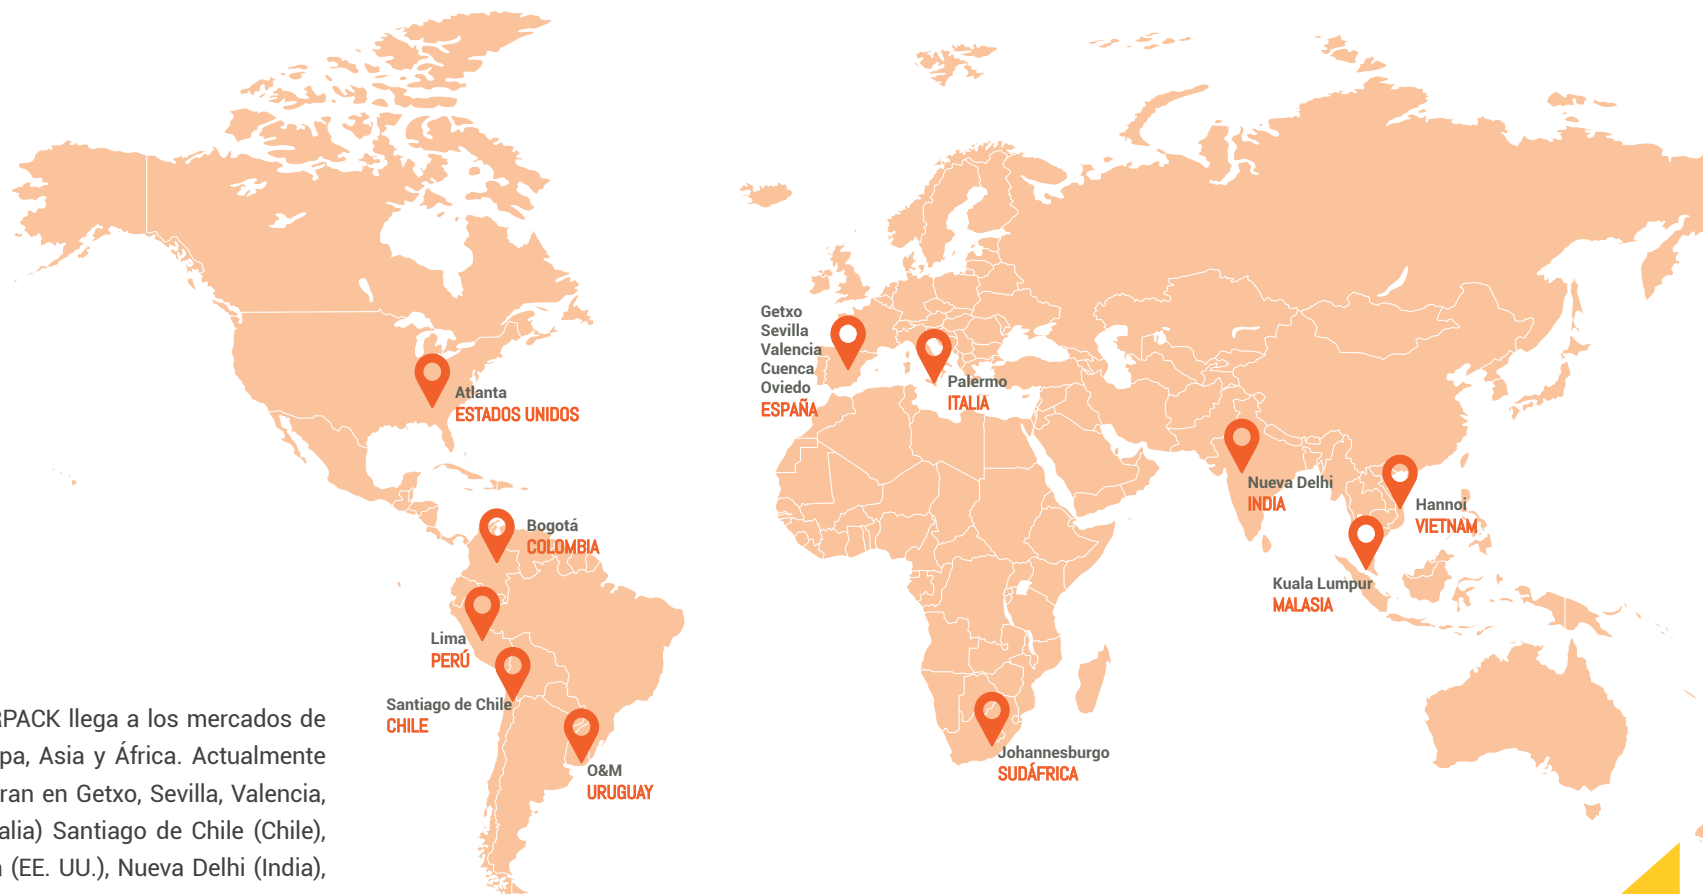 Getxo
Sevilla
Valencia
Cuenca
Oviedo
ESPAÑA
Palermo
ITALIA
Atlanta
ESTADOS UNIDOS
Nueva Delhi
INDIA
Hannoi
VIETNAM
Bogotá
COLOMBIA
Kuala Lumpur
MALASIA
Lima
PERÚ
Santiago de Chile
CHILE
Johannesburgo
SUDÁFRICA
O&M
URUGUAY
RPACK llega a los mercados de
pa, Asia y África. Actualmente
ran en Getxo, Sevilla, Valencia,
alia) Santiago de Chile (Chile),
(EE. UU.), Nueva Delhi (India),